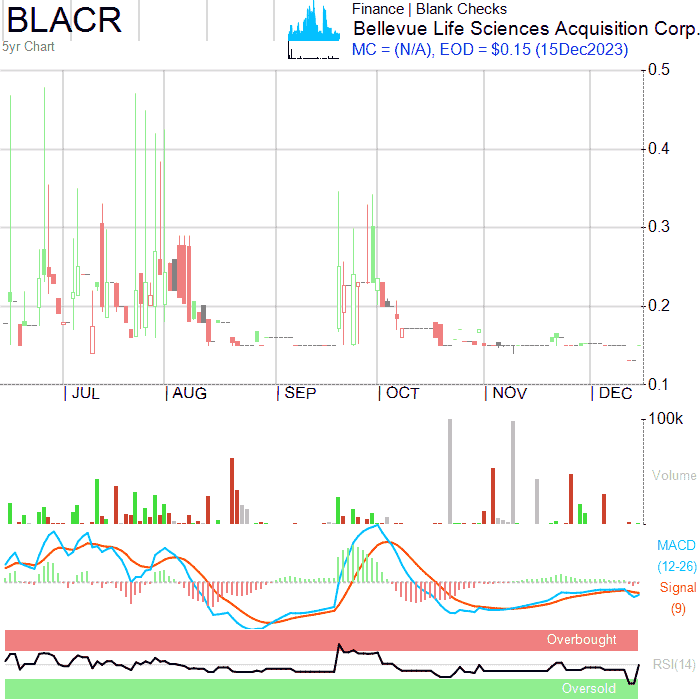 BLACR
5yr Chart
Finance | Blank Checks
Bellevue Life Sciences Acquisition Corp.
MC = (N/A), EOD = $0.15 (15Dec2023)
0.5
0.4
0.3
0.2
0.1
JUL AUG SEP OCT NOV DEC
100k
Volume
MACD
(12-26)
Signal
(9)
Overbought
RSI(14)
Oversold